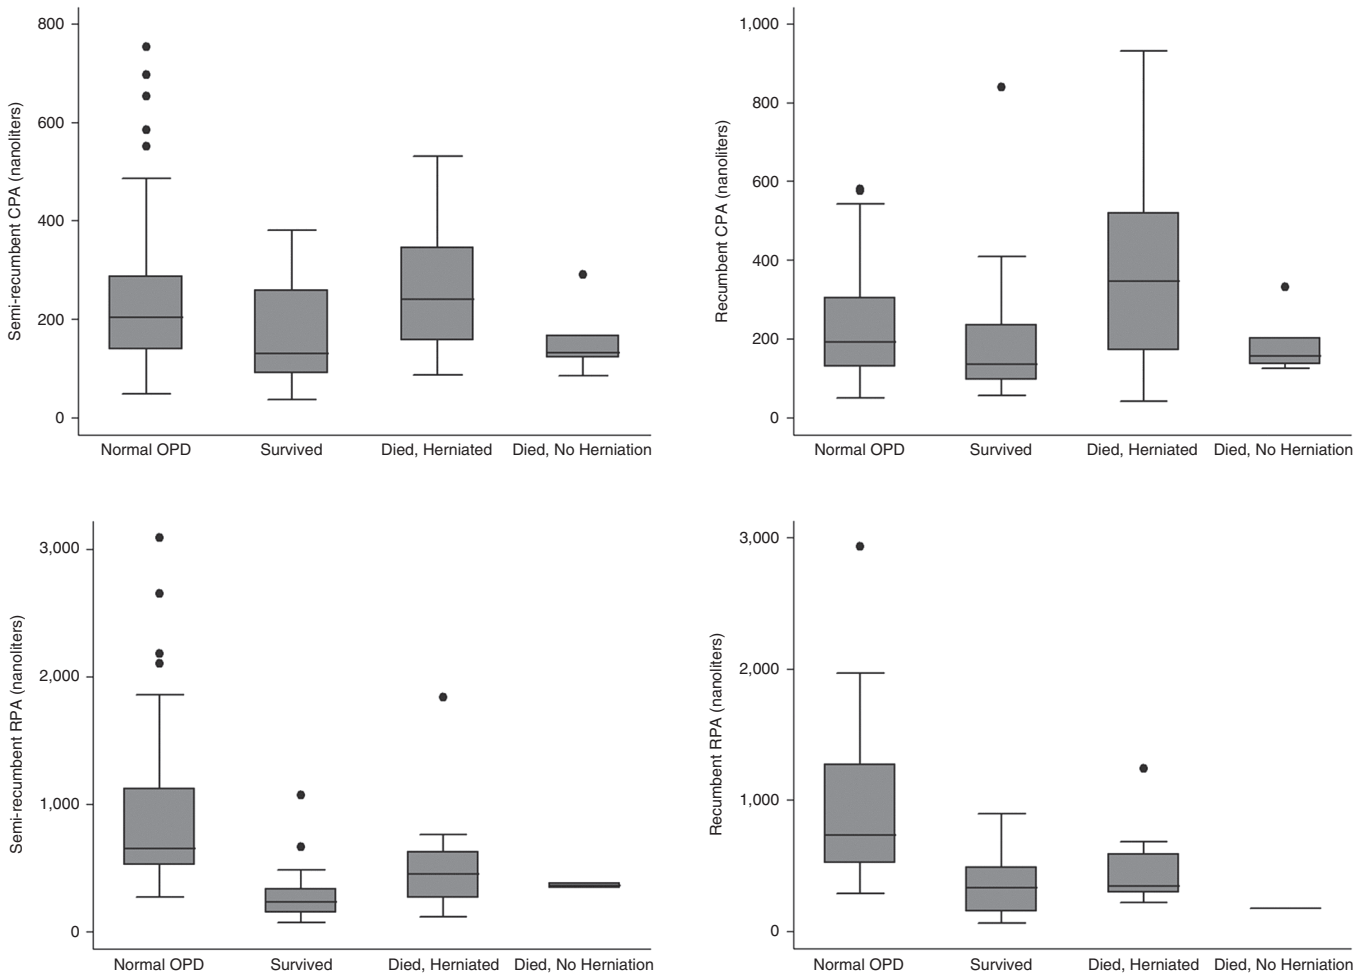 Semi-recumbent CPA (nanoliters)
800
600
400
200
0
Normal OPD
Survived
Died, Herniated
Died, No Herniation
Recumbent CPA (nanoliters)
1,000
800
600
400
200
0
Normal OPD
Survived
Died, Herniated
Died, No Herniation
Semi-recumbent RPA (nanoliters)
3,000
2,000
1,000
0
Normal OPD
Survived
Died, Herniated
Died, No Herniation
Recumbent RPA (nanoliters)
3,000
2,000
1,000
0
Normal OPD
Survived
Died, Herniated
Died, No Herniation